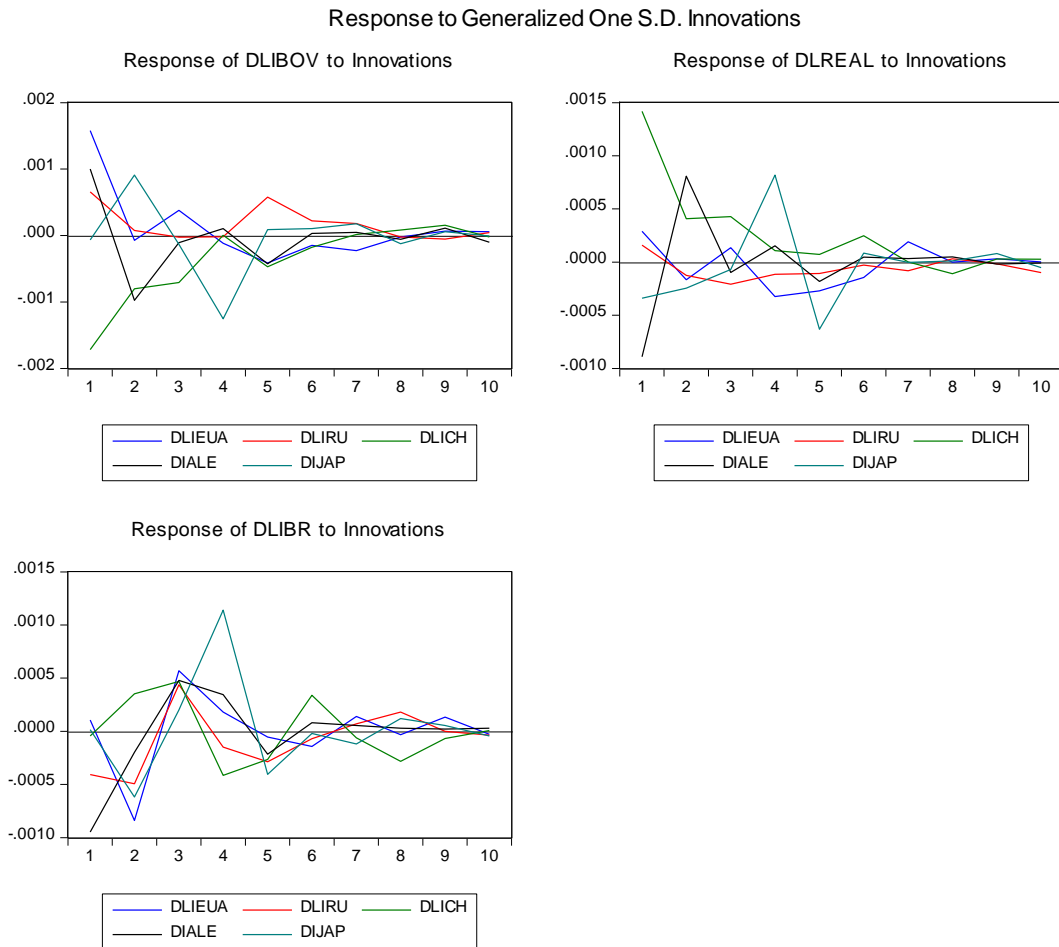 Response to Generalized One S.D. Innovations
Response of DLIBOV to Innovations
.002
.001
.000
-.001
-.002
1 2 3 4 5 6 7 8 9 10
DLIEUA DLIRU DLICH
DIALE DIJAP
Response of DLREAL to Innovations
.0015
.0010
.0005
.0000
-.0005
-.0010
1 2 3 4 5 6 7 8 9 10
DLIEUA DLIRU DLICH
DIALE DIJAP
Response of DLIBR to Innovations
.0015
.0010
.0005
.0000
-.0005
-.0010
1 2 3 4 5 6 7 8 9 10
DLIEUA DLIRU DLICH
DIALE DIJAP